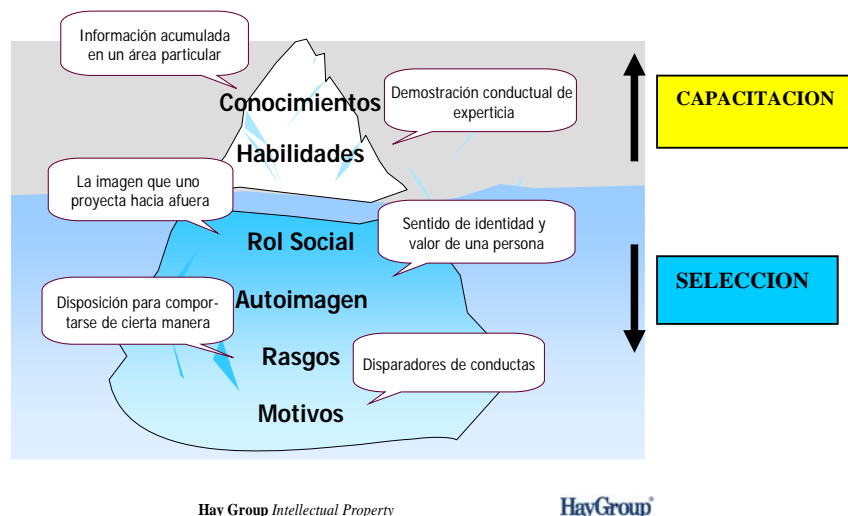 Información acumulada
en un área particular
Conocimientos
Demostración conductual de
experticia
CAPACITACION
Habilidades
La imagen que uno
proyecta hacia afuera
Sentido de identidad y
valor de una persona
Rol Social
SELECCION
Disposición para compor-
tarse de cierta manera
Autoimagen
Rasgos
Disparadores de conductas
Motivos
Hay Group Intellectual Property
HayGroup®